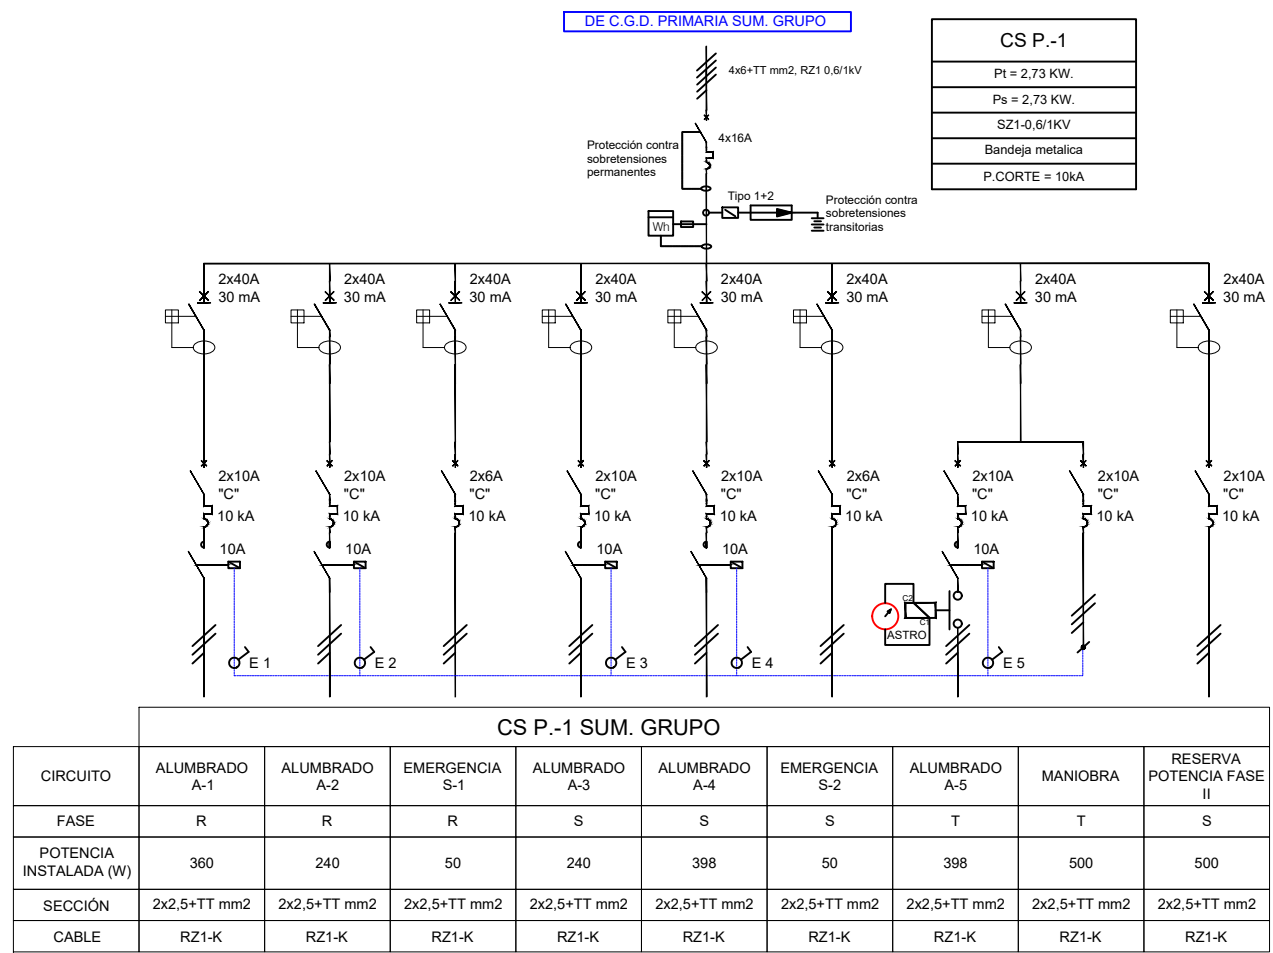 DE C.G.D. PRIMARIA SUM. GRUPO
CS P.-1
Pt = 2,73 KW.
Ps = 2,73 KW.
SZ1-0,6/1KV
Bandeja metalica
P.CORTE = 10kA
4x6+TT mm2, RZ1 0,6/1kV
4x16A
Protección contra
sobretensiones
permanentes
Tipo 1+2
Protección contra
sobretensiones
transitorias
Wh
2x40A 2x40A 2x40A 2x40A 2x40A 2x40A 2x40A 2x40A
30 mA 30 mA 30 mA 30 mA 30 mA 30 mA 30 mA 30 mA
2x10A 2x10A 2x6A 2x10A 2x10A 2x6A 2x10A 2x10A 2x10A
"C" "C" "C" "C" "C" "C" "C" "C" "C"
10 kA 10 kA 10 kA 10 kA 10 kA 10 kA 10 kA 10 kA 10 kA
10A 10A 10A 10A 10A
C2
C1
ASTRO
E 1 E 2 E 3 E 4 E 5
CS P.-1 SUM. GRUPO
CIRCUITO ALUMBRADO A-1 ALUMBRADO A-2 EMERGENCIA S-1 ALUMBRADO A-3 ALUMBRADO A-4 EMERGENCIA S-2 ALUMBRADO A-5 MANIOBRA RESERVA POTENCIA FASE II
FASE R R R S S S T T S
POTENCIA INSTALADA (W) 360 240 50 240 398 50 398 500 500
SECCIÓN 2x2,5+TT mm2 2x2,5+TT mm2 2x2,5+TT mm2 2x2,5+TT mm2 2x2,5+TT mm2 2x2,5+TT mm2 2x2,5+TT mm2 2x2,5+TT mm2 2x2,5+TT mm2
CABLE RZ1-K RZ1-K RZ1-K RZ1-K RZ1-K RZ1-K RZ1-K RZ1-K RZ1-K